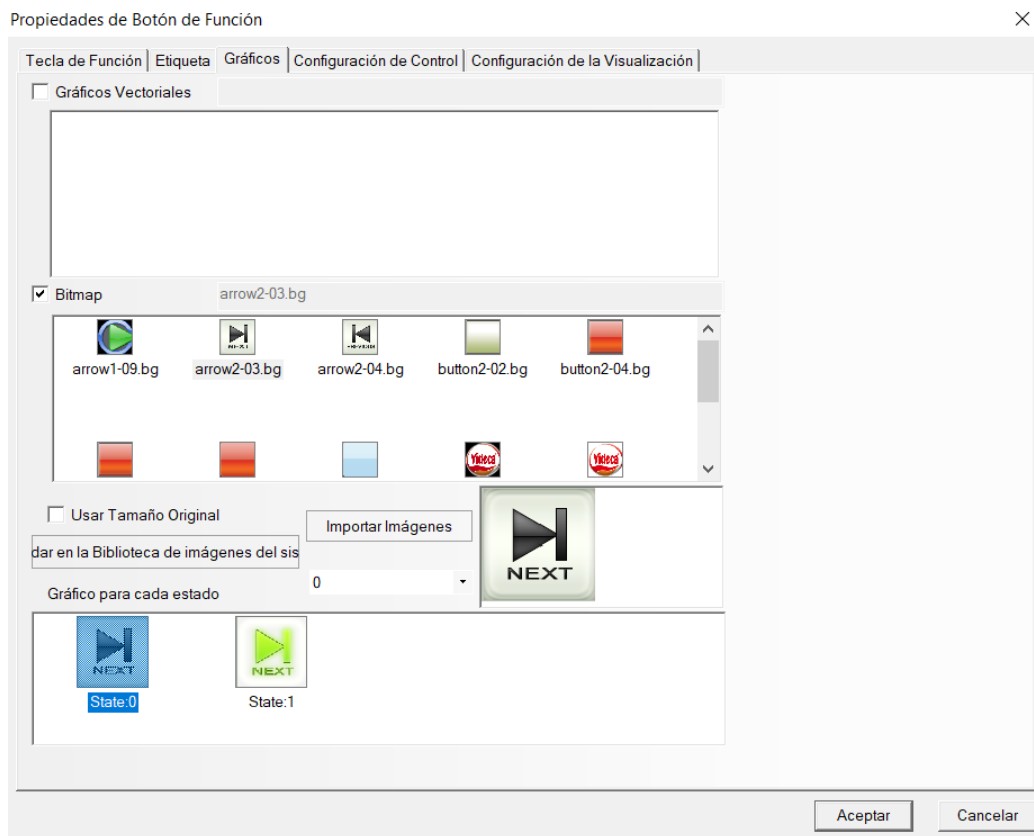 Propiedades de Botón de Función
Tecla de Función Etiqueta Gráficos Configuración de Control Configuración de la Visualización
Gráficos Vectoriales
Bitmap arrow2-03.bg
NEXT
arrow1-09.bg arrow2-03.bg arrow2-04.bg button2-02.bg button2-04.bg
Videca Videca
Usar Tamaño Original
Importar Imágenes
dar en la Biblioteca de imágenes del sis
0
NEXT
Gráfico para cada estado
NEXT NEXT
State:0 State:1
Aceptar Cancelar